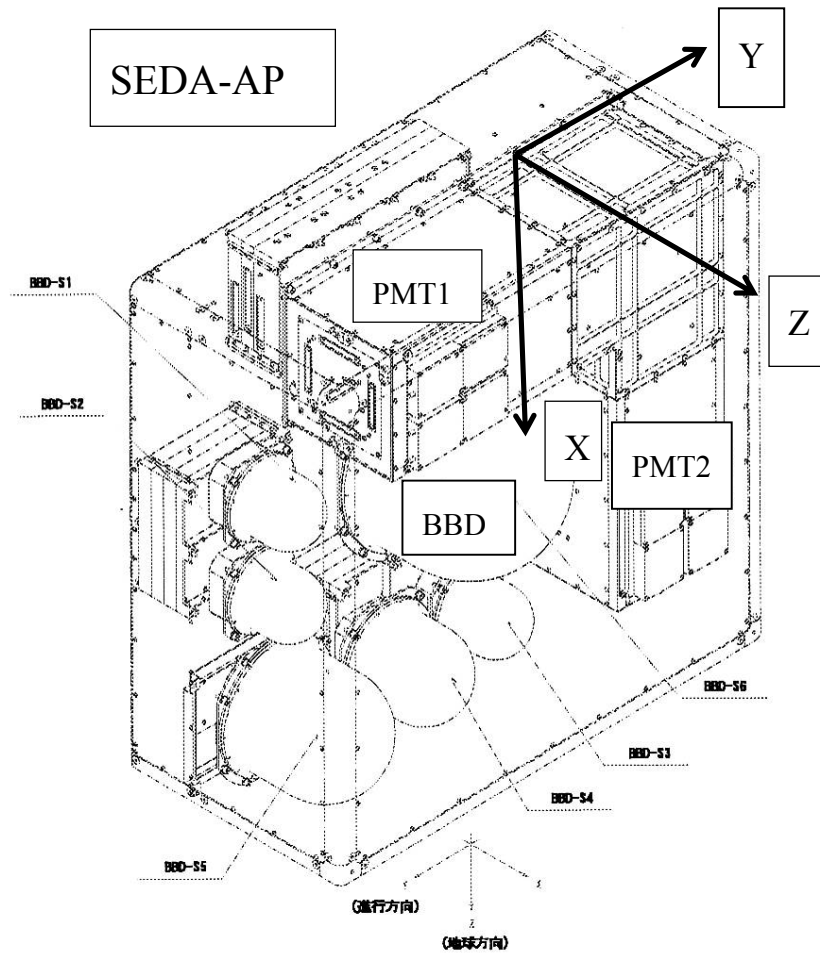 SEDA-AP
Y
Z
PMT1
X
PMT2
BBD
BBD-S1
BBD-S2
BBD-S6
BBD-S3
BBD-S4
BBD-S5
(進行方向)
(地球方向)